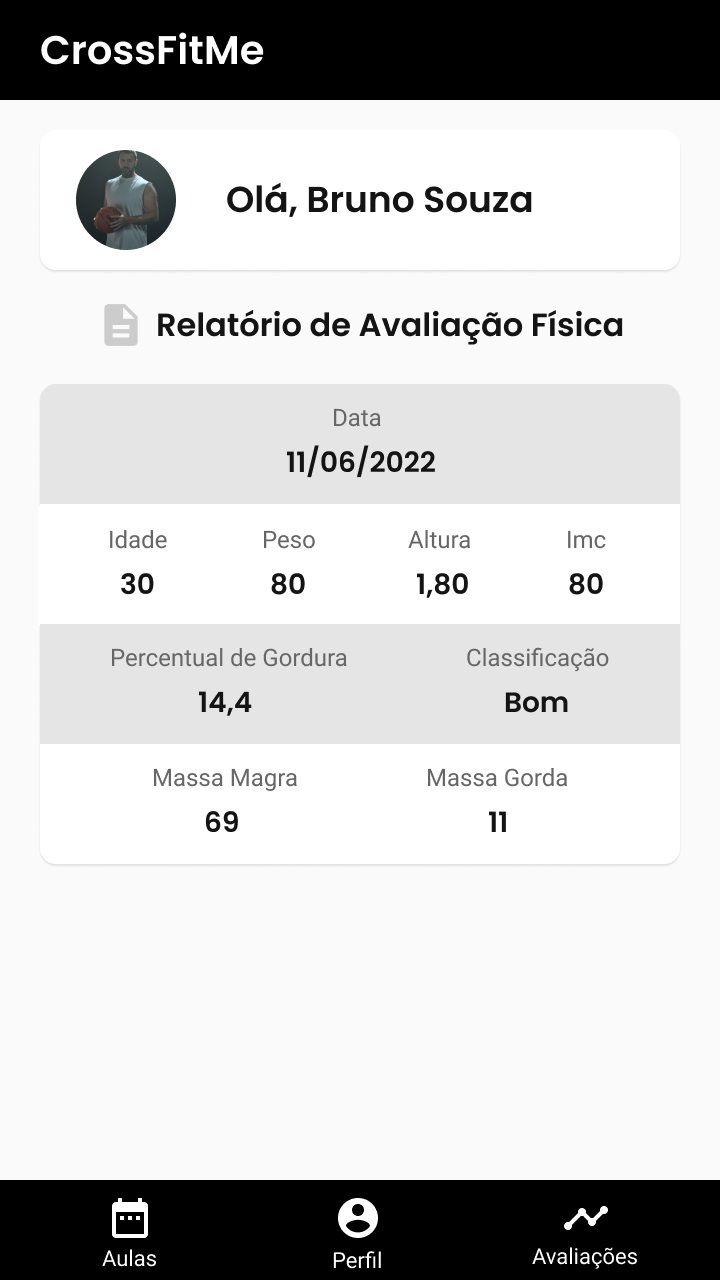 CrossFitMe
Olá, Bruno Souza
Relatório de Avaliação Física
Data
11/06/2022
Idade Peso Altura Imc
30 80 1,80 80
Percentual de Gordura Classificação
14,4 Bom
Massa Magra Massa Gorda
69 11
Aulas Perfil Avaliações